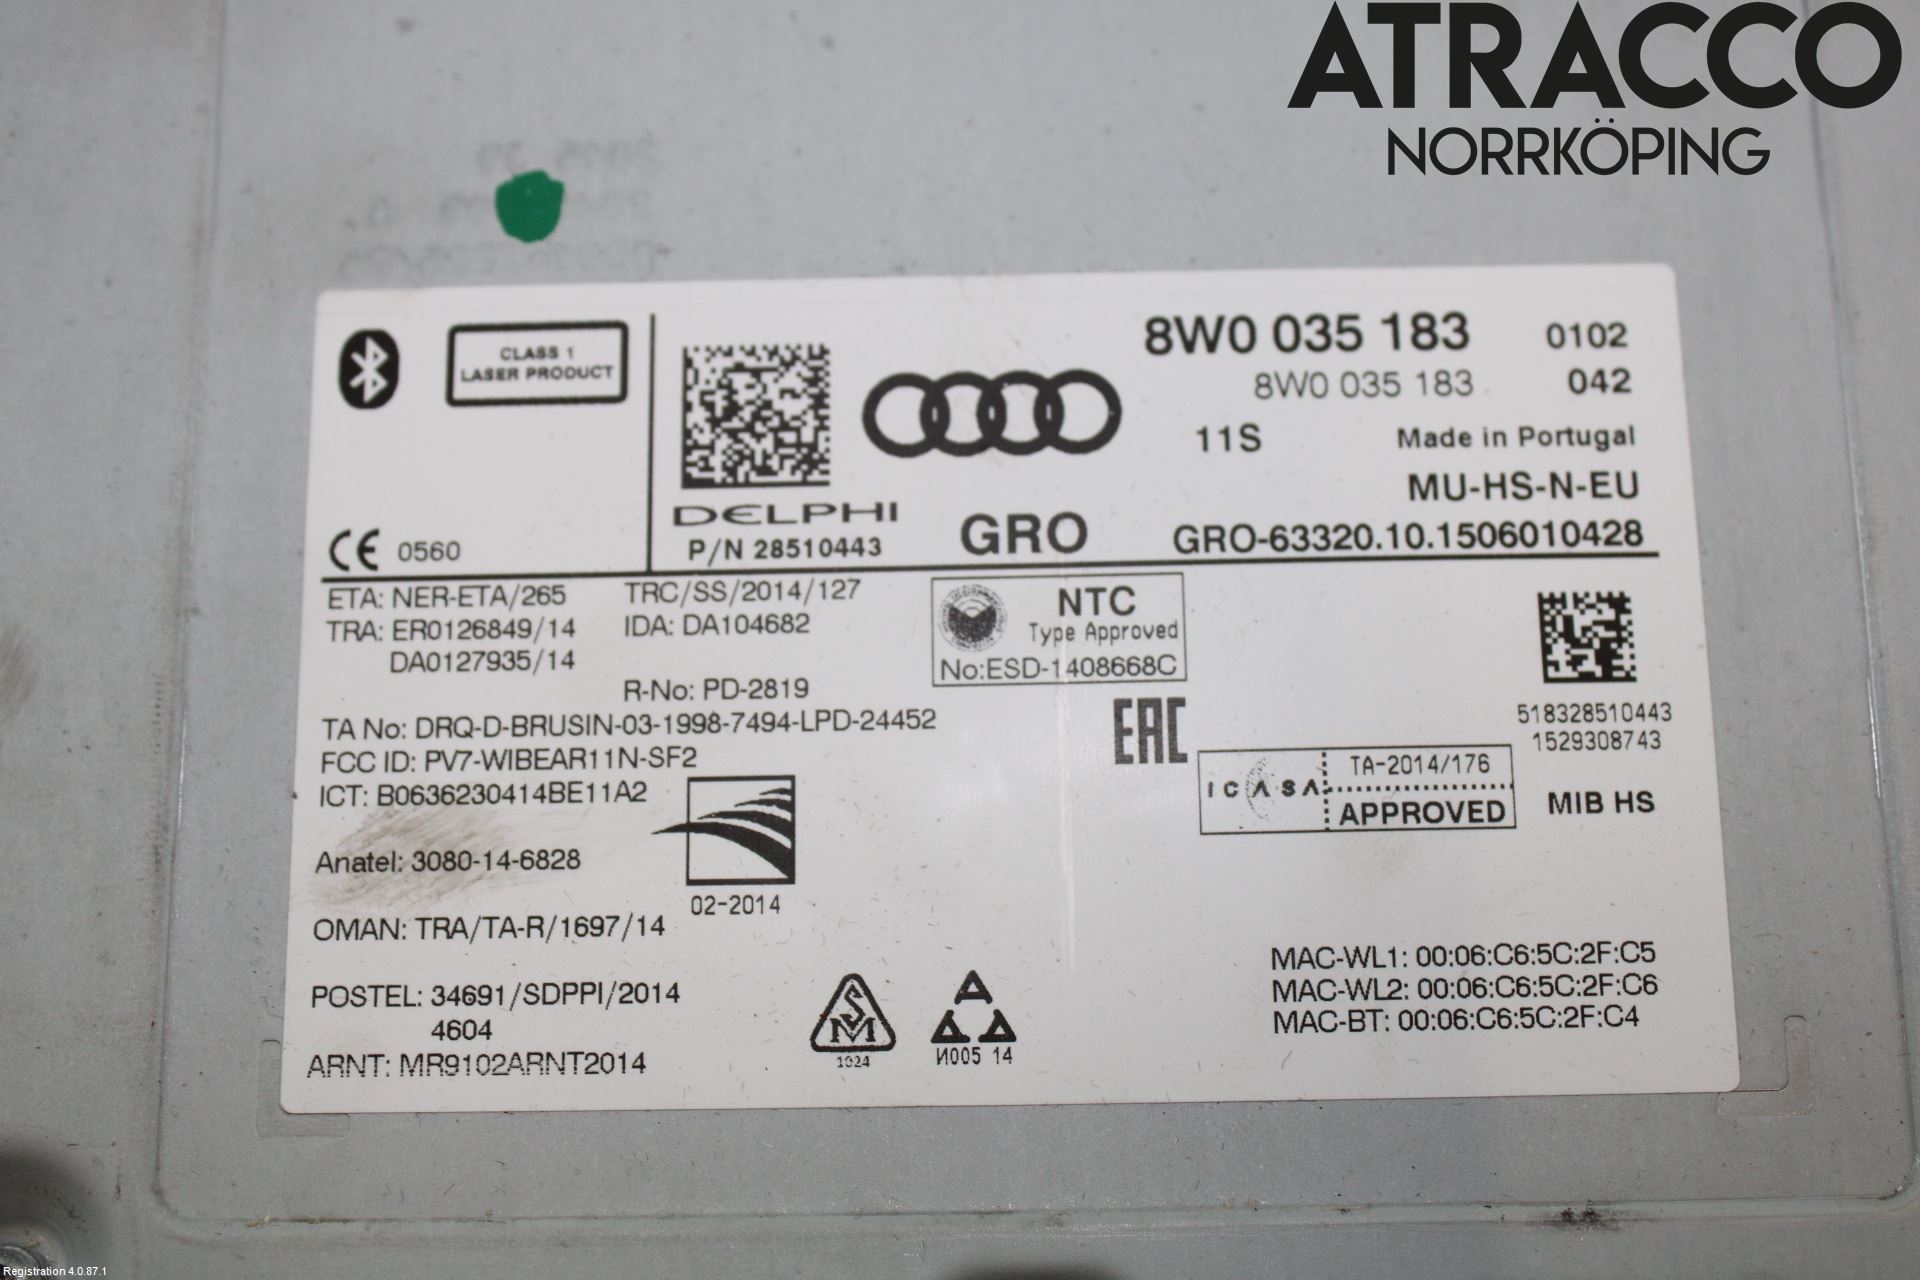 ATRACCO
NORRKÖPING
CLASS 1
LASER PRODUCT
8W0 035 183 0102
8W0 035 183 042
11S Made in Portugal
MU-HS-N-EU
DELPHI
P/N 28510443
GRO GRO-63320.10.1506010428
CE 0560
ETA: NER-ETA/265 TRC/SS/2014/127
TRA: ER0126849/14 IDA: DA104682
DA0127935/14
R-No: PD-2819
NTC
Type Approved
No:ESD-1408668C
TA No: DRQ-D-BRUSIN-03-1998-7494-LPD-24452
FCC ID: PV7-WIBEAR11N-SF2
ICT: B0636230414BE11A2
EAC
518328510443
1529308743
ICASA TA-2014/176
APPROVED
MIB HS
Anatel: 3080-14-6828
02-2014
OMAN: TRA/TA-R/1697/14
POSTEL: 34691/SDPPI/2014
4604
ARNT: MR9102ARNT2014
SM
1024
И005 14
MAC-WL1: 00:06:C6:5C:2F:C5
MAC-WL2: 00:06:C6:5C:2F:C6
MAC-BT: 00:06:C6:5C:2F:C4
Registration 4.0.87.1